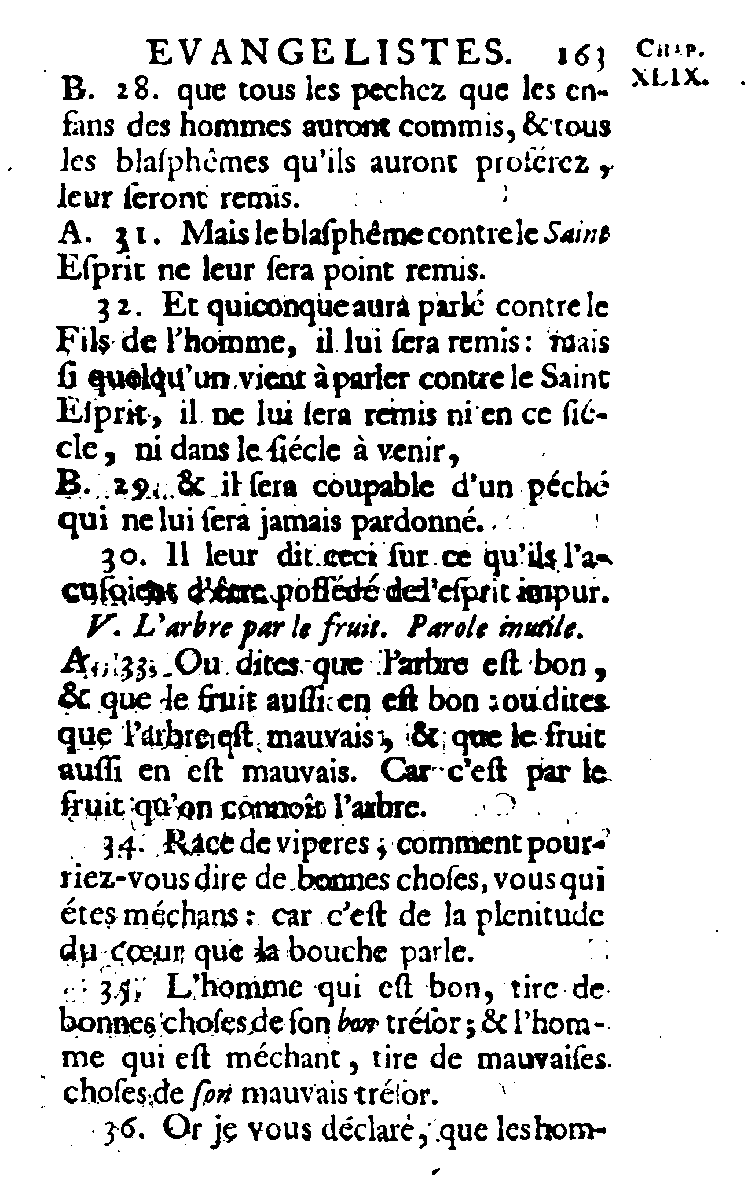 EVANGELISTES. 163 CHAP.
XLIX.
B. 28. que tous les pechez que les en-
fans des hommes auront commis, & tous
les blaſphêmes qu'ils auront proférez,
leur ſeront remis.
A. 31. Mais le blaſphême contre le Saint
Eſprit ne leur ſera point remis.
32. Et quiconque aura parlé contre le
Fils de l'homme, il lui ſera remis: mais
ſi quelqu'un vient à parler contre le Saint
Eſprit, il ne lui ſera remis ni en ce ſié-
cle, ni dans le ſiécle à venir,
B. 29. & il ſera coupable d'un péché
qui ne lui ſera jamais pardonné.
30. Il leur dit ceci ſur ce qu'ils l'a-
cuſoient d'être poſſédé de l'eſprit impur.
V. L'arbre par le fruit. Parole inutile.
A. 33. Ou dites que l'arbre eſt bon,
& que le fruit auſſi en eſt bon: ou dites
que l'arbre eſt mauvais, & que le fruit
auſſi en eſt mauvais. Car c'eſt par le
fruit qu'on connoît l'arbre.
34. Race de viperes, comment pour-
riez-vous dire de bonnes choſes, vous qui
étes méchans: car c'eſt de la plenitude
du cœur que la bouche parle.
35. L'homme qui eſt bon, tire de
bonnes choſes de ſon bon tréſor; & l'hom-
me qui eſt méchant, tire de mauvaiſes
choſes de ſon mauvais tréſor.
36. Or je vous déclare, que les hom-